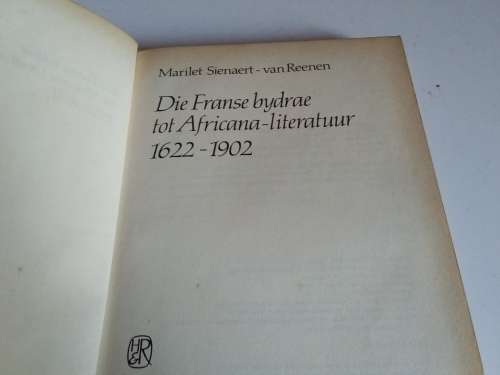 Marilet Sienaert-van Reenen
Die Franse bydrae
tot Africana-literatuur
1622-1902
H&R